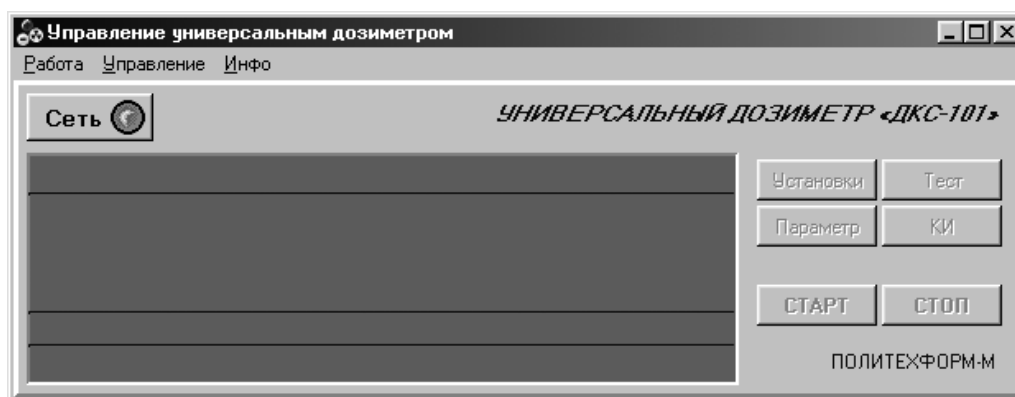 Управление универсальным дозиметром
Работа Управление Инфо
Сеть
УНИВЕРСАЛЬНЫЙ ДОЗИМЕТР «ДКС-101»
Установки Тест
Параметр КИ
СТАРТ СТОП
ПОЛИТЕХФОРМ-М